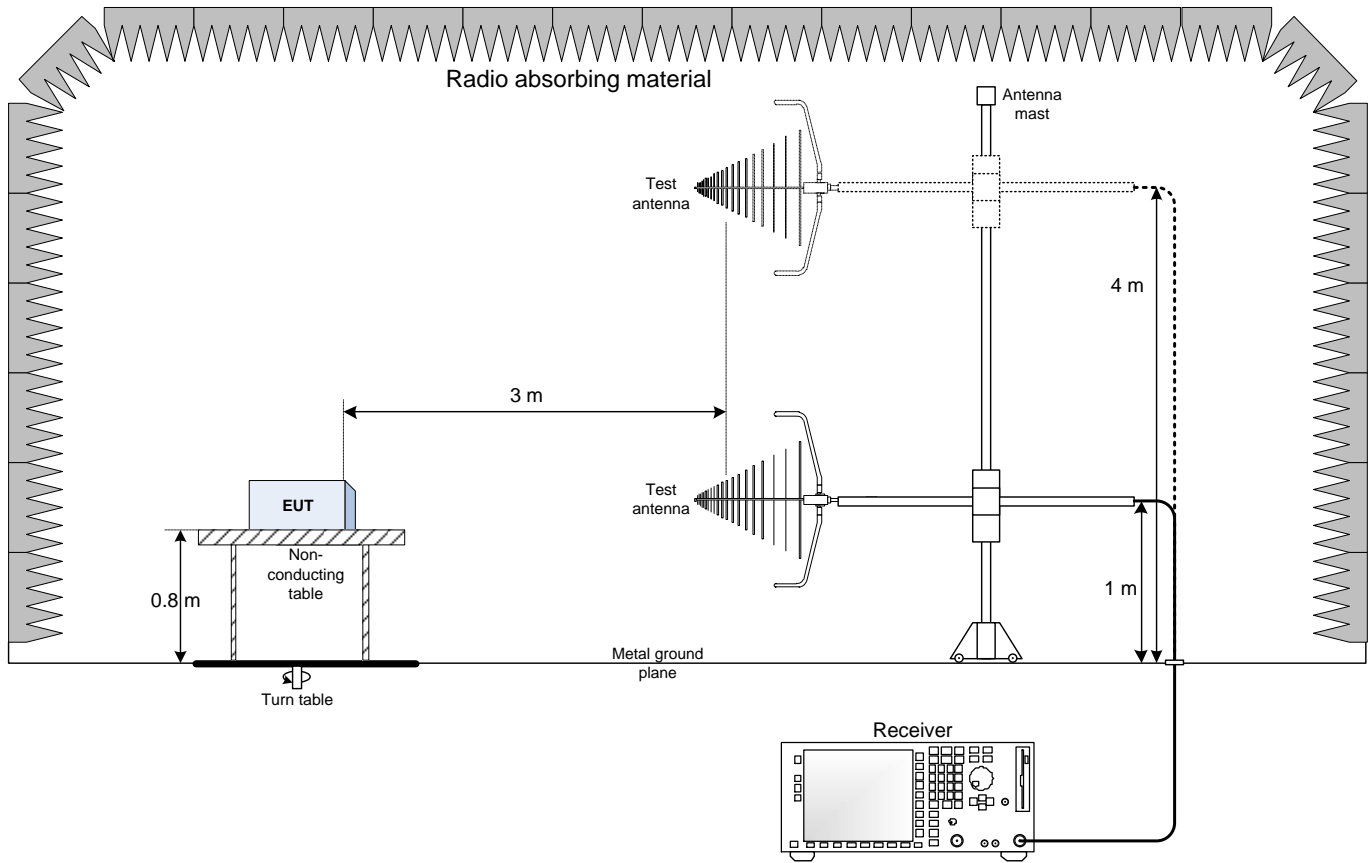 Radio absorbing material
Antenna
mast
Test
antenna
4 m
3 m
Test
antenna
EUT
Non-
conducting
table
0.8 m
1 m
Metal ground
plane
Turn table
Receiver